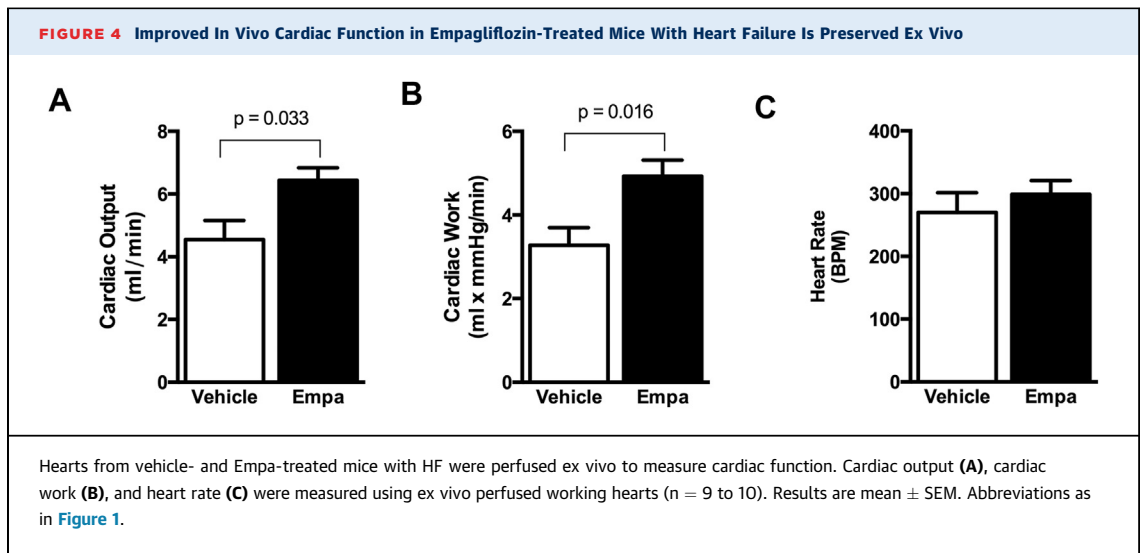 FIGURE 4 Improved In Vivo Cardiac Function in Empagliflozin-Treated Mice With Heart Failure Is Preserved Ex Vivo
A
p = 0.033
Cardiac Output
(ml/min)
8
6
4
2
0
Vehicle Empa
B
p = 0.016
Cardiac Work
(ml x mmHg/min)
6
4
2
0
Vehicle Empa
C
Heart Rate
(BPM)
400
300
200
100
0
Vehicle Empa
Hearts from vehicle- and Empa-treated mice with HF were perfused ex vivo to measure cardiac function. Cardiac output (A), cardiac
work (B), and heart rate (C) were measured using ex vivo perfused working hearts (n = 9 to 10). Results are mean ± SEM. Abbreviations as
in Figure 1.